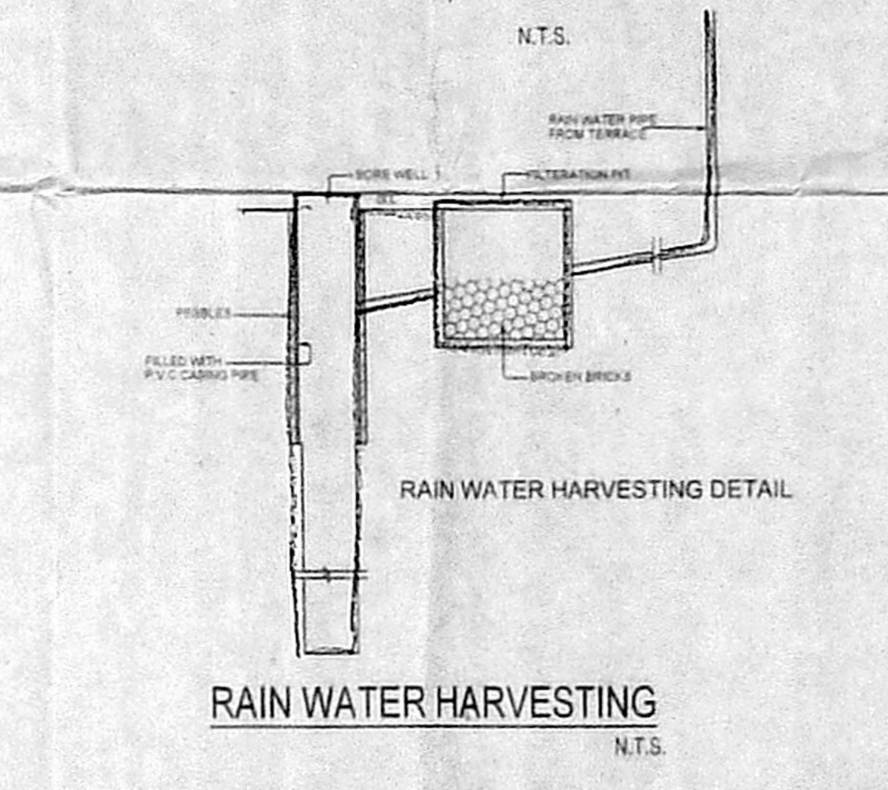 N.T.S.
RAIN WATER PIPE
FROM TERRACE
BORE WELL
FILTERATION PIT
G.L.
PEBBLES
FILLED WITH
P.V.C CASING PIPE
BROKEN BRICKS
RAIN WATER HARVESTING DETAIL
RAIN WATER HARVESTING
N.T.S.